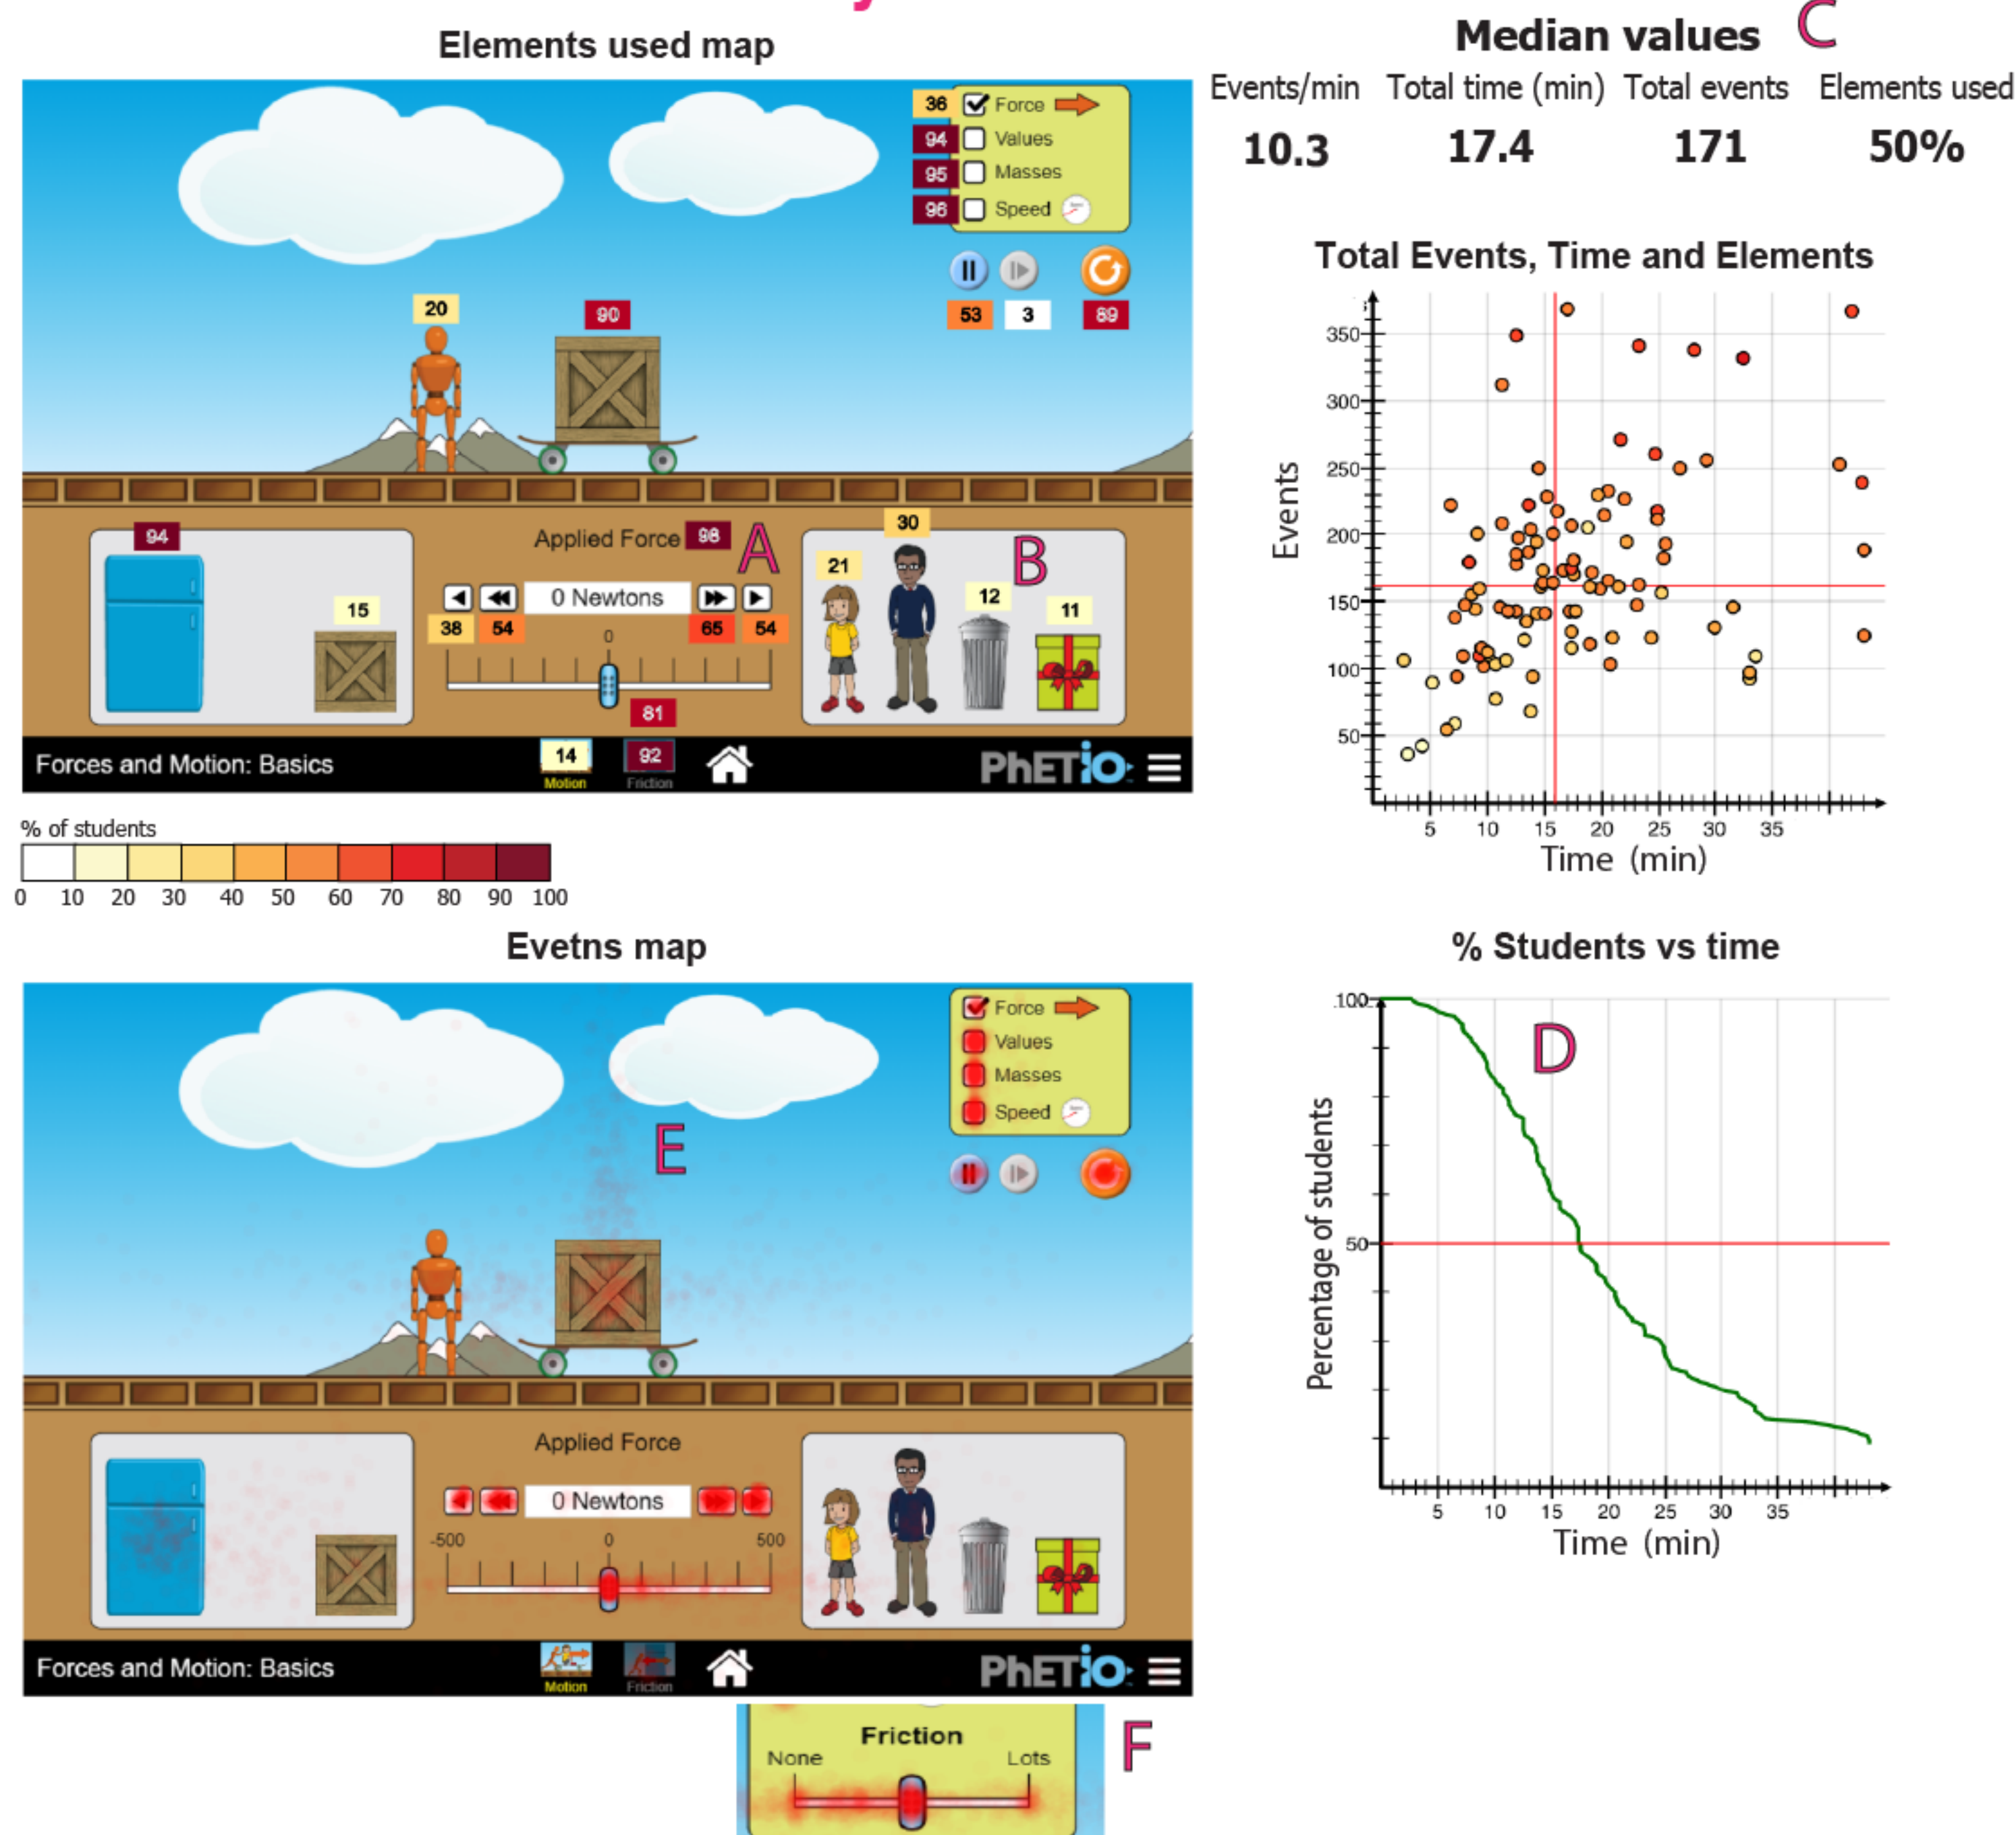 Elements used map
36 Force
94 Values
95 Masses
96 Speed
53 3 89
20
90
94
15
Applied Force 98
A
38 54 0 Newtons 65 54
0
81
21
30
B
12
11
Forces and Motion: Basics
14
Motion
92
Friction
PhETiO
% of students
0 10 20 30 40 50 60 70 80 90 100
Median values
C
Events/min Total time (min) Total events Elements used
10.3 17.4 171 50%
Total Events, Time and Elements
Events
350
300
250
200
150
100
50
5 10 15 20 25 30 35
Time (min)
Evetns map
Force
Values
Masses
Speed
E
Applied Force
0 Newtons
-500 0 500
Forces and Motion: Basics
Motion
Friction
PhETiO
Friction
None Lots
F
% Students vs time
D
Percentage of students
100
50
5 10 15 20 25 30 35
Time (min)